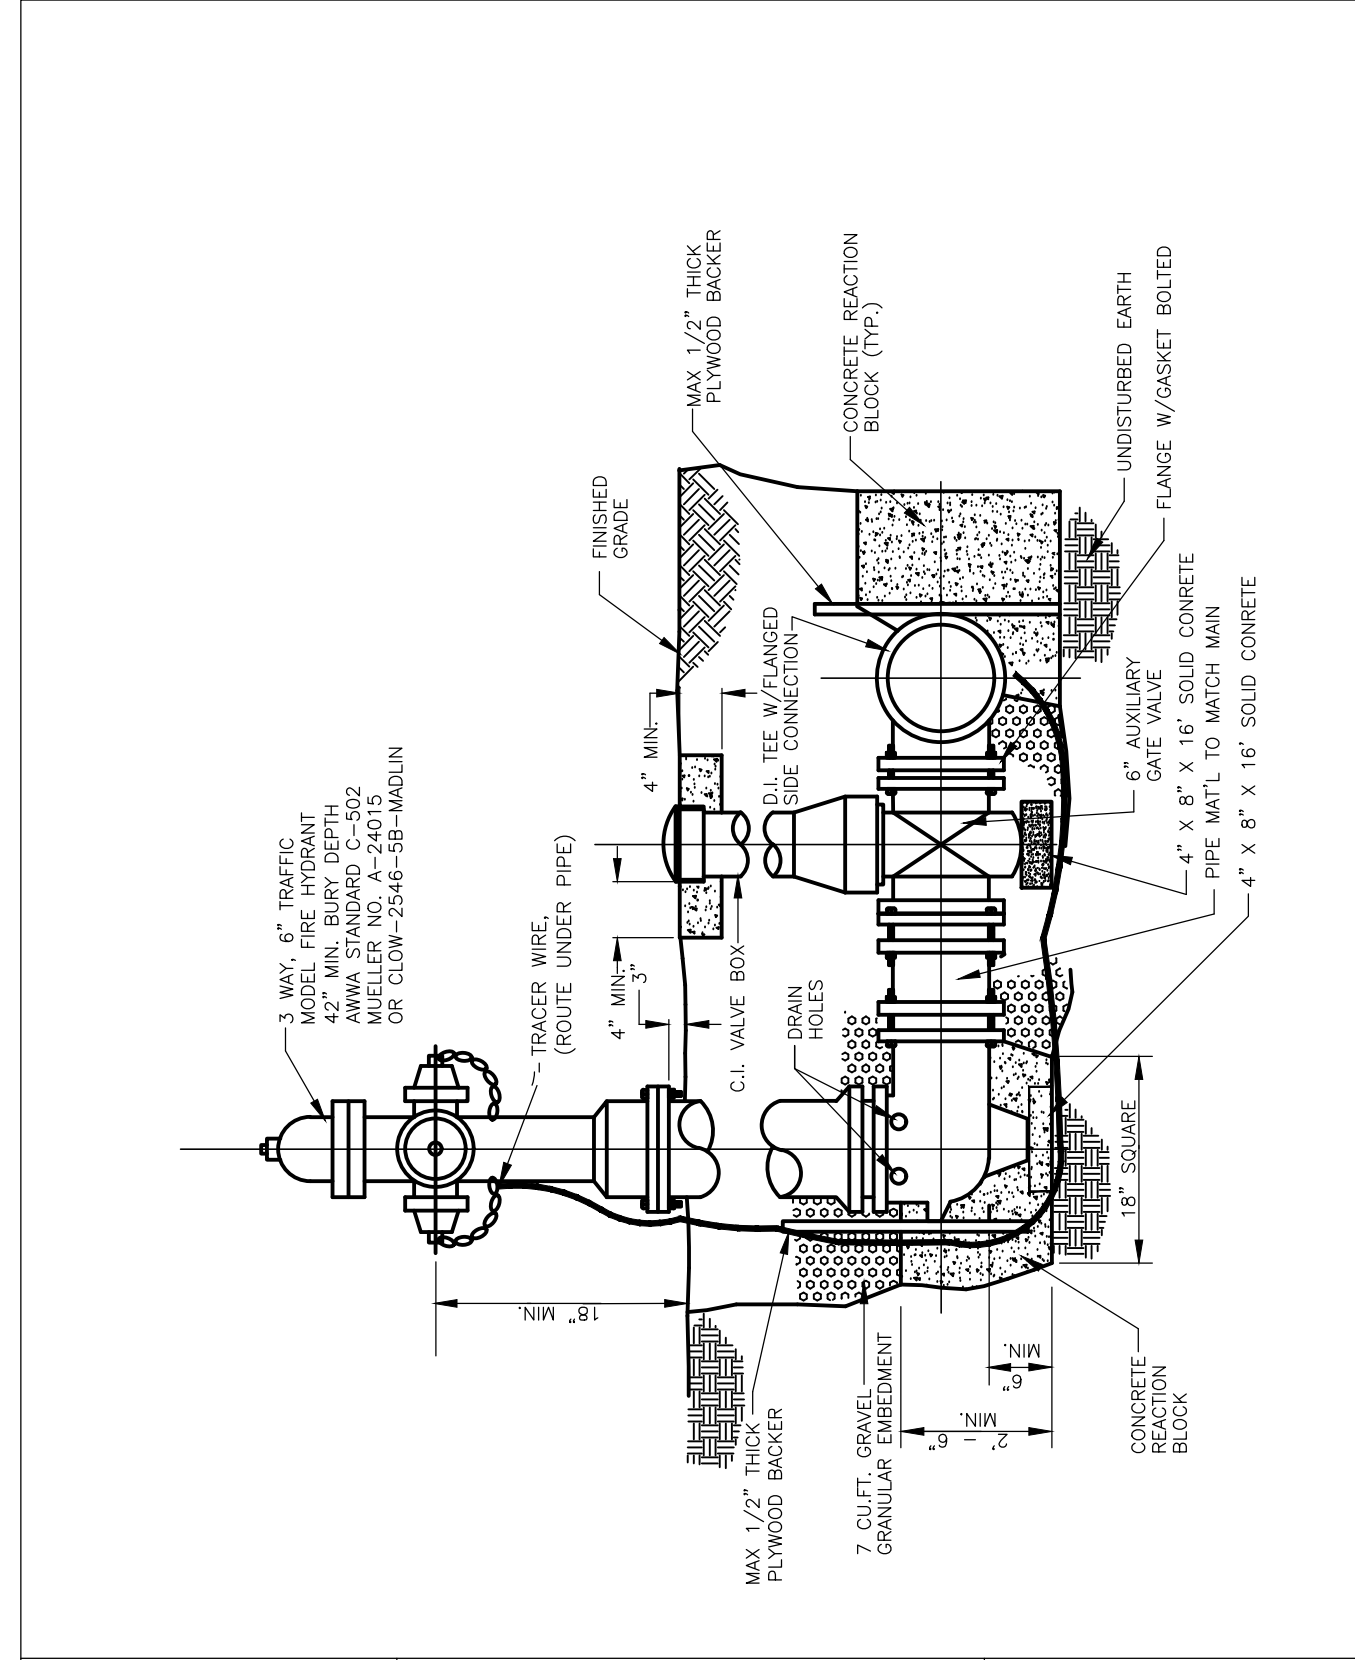 3 WAY, 6" TRAFFIC
MODEL FIRE HYDRANT
42" MIN. BURY DEPTH
AWWA STANDARD C-502
MUELLER NO. A-24015
OR CLOW-2546-5B-MADLIN
TRACER WIRE,
(ROUTE UNDER PIPE)
FINISHED
GRADE
MAX 1/2" THICK
PLYWOOD BACKER
4" MIN.
4" MIN.
3"
C.I. VALVE BOX
D.I. TEE W/FLANGED
SIDE CONNECTION
CONCRETE REACTION
BLOCK (TYP.)
DRAIN
HOLES
18" MIN.
MAX 1/2" THICK
PLYWOOD BACKER
7 CU.FT. GRAVEL
GRANULAR EMBEDMENT
2' - 6"
MIN.
6"
MIN.
18" SQUARE
CONCRETE
REACTION
BLOCK
UNDISTURBED EARTH
FLANGE W/GASKET BOLTED
6" AUXILIARY
GATE VALVE
4" X 8" X 16' SOLID CONRETE
PIPE MAT'L TO MATCH MAIN
4" X 8" X 16' SOLID CONRETE